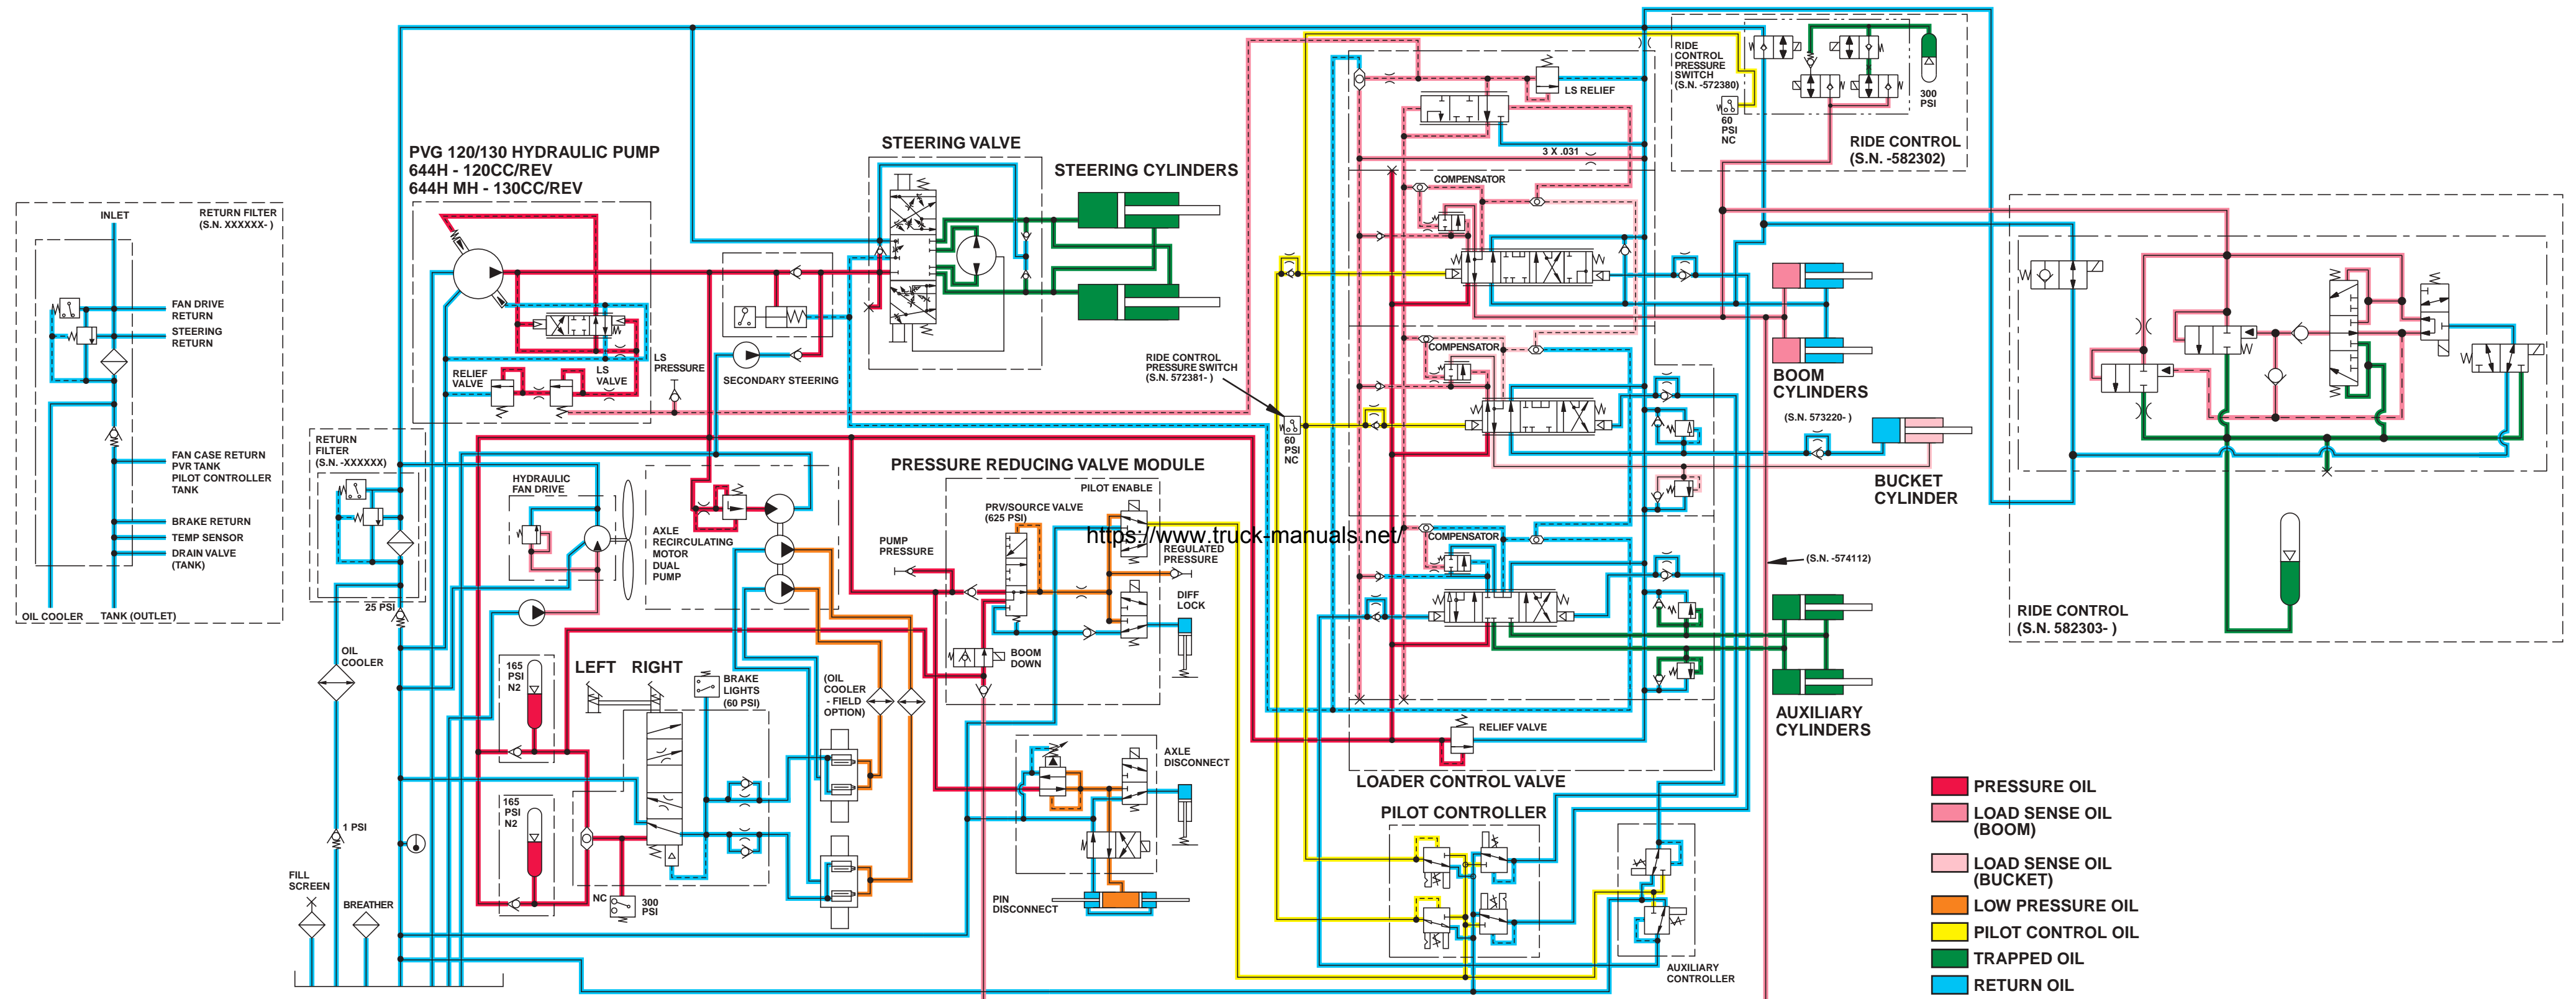 PVG 120/130 HYDRAULIC PUMP
644H - 120CC/REV
644H MH - 130CC/REV
INLET
RETURN FILTER
(S.N. XXXXXX- )
FAN DRIVE
RETURN
STEERING
RETURN
FAN CASE RETURN
PVR TANK
PILOT CONTROLLER
TANK
BRAKE RETURN
TEMP SENSOR
DRAIN VALVE
(TANK)
OIL COOLER
TANK (OUTLET)
RELIEF
VALVE
LS
VALVE
LS
PRESSURE
RETURN
FILTER
(S.N. -XXXXXX)
25 PSI
OIL
COOLER
1 PSI
FILL
SCREEN
BREATHER
HYDRAULIC
FAN DRIVE
165
PSI
N2
165
PSI
N2
LEFT
RIGHT
BRAKE
LIGHTS
(60 PSI)
NC
300
PSI
AXLE
RECIRCULATING
MOTOR
DUAL
PUMP
(OIL
COOLER
- FIELD
OPTION)
SECONDARY STEERING
STEERING VALVE
STEERING CYLINDERS
PRESSURE REDUCING VALVE MODULE
PILOT ENABLE
PRV/SOURCE VALVE
(625 PSI)
PUMP
PRESSURE
REGULATED
PRESSURE
DIFF
LOCK
BOOM
DOWN
AXLE
DISCONNECT
PIN
DISCONNECT
https://www.truck-manuals.net/
RIDE CONTROL
PRESSURE SWITCH
(S.N. 572381- )
60
PSI
NC
LS RELIEF
3 X .031
COMPENSATOR
COMPENSATOR
COMPENSATOR
RELIEF VALVE
LOADER CONTROL VALVE
PILOT CONTROLLER
AUXILIARY
CONTROLLER
RIDE
CONTROL
PRESSURE
SWITCH
(S.N. -572380)
60
PSI
NC
300
PSI
RIDE CONTROL
(S.N. -582302)
BOOM
CYLINDERS
(S.N. 573220- )
BUCKET
CYLINDER
(S.N. -574112)
AUXILIARY
CYLINDERS
RIDE CONTROL
(S.N. 582303- )
PRESSURE OIL
LOAD SENSE OIL
(BOOM)
LOAD SENSE OIL
(BUCKET)
LOW PRESSURE OIL
PILOT CONTROL OIL
TRAPPED OIL
RETURN OIL